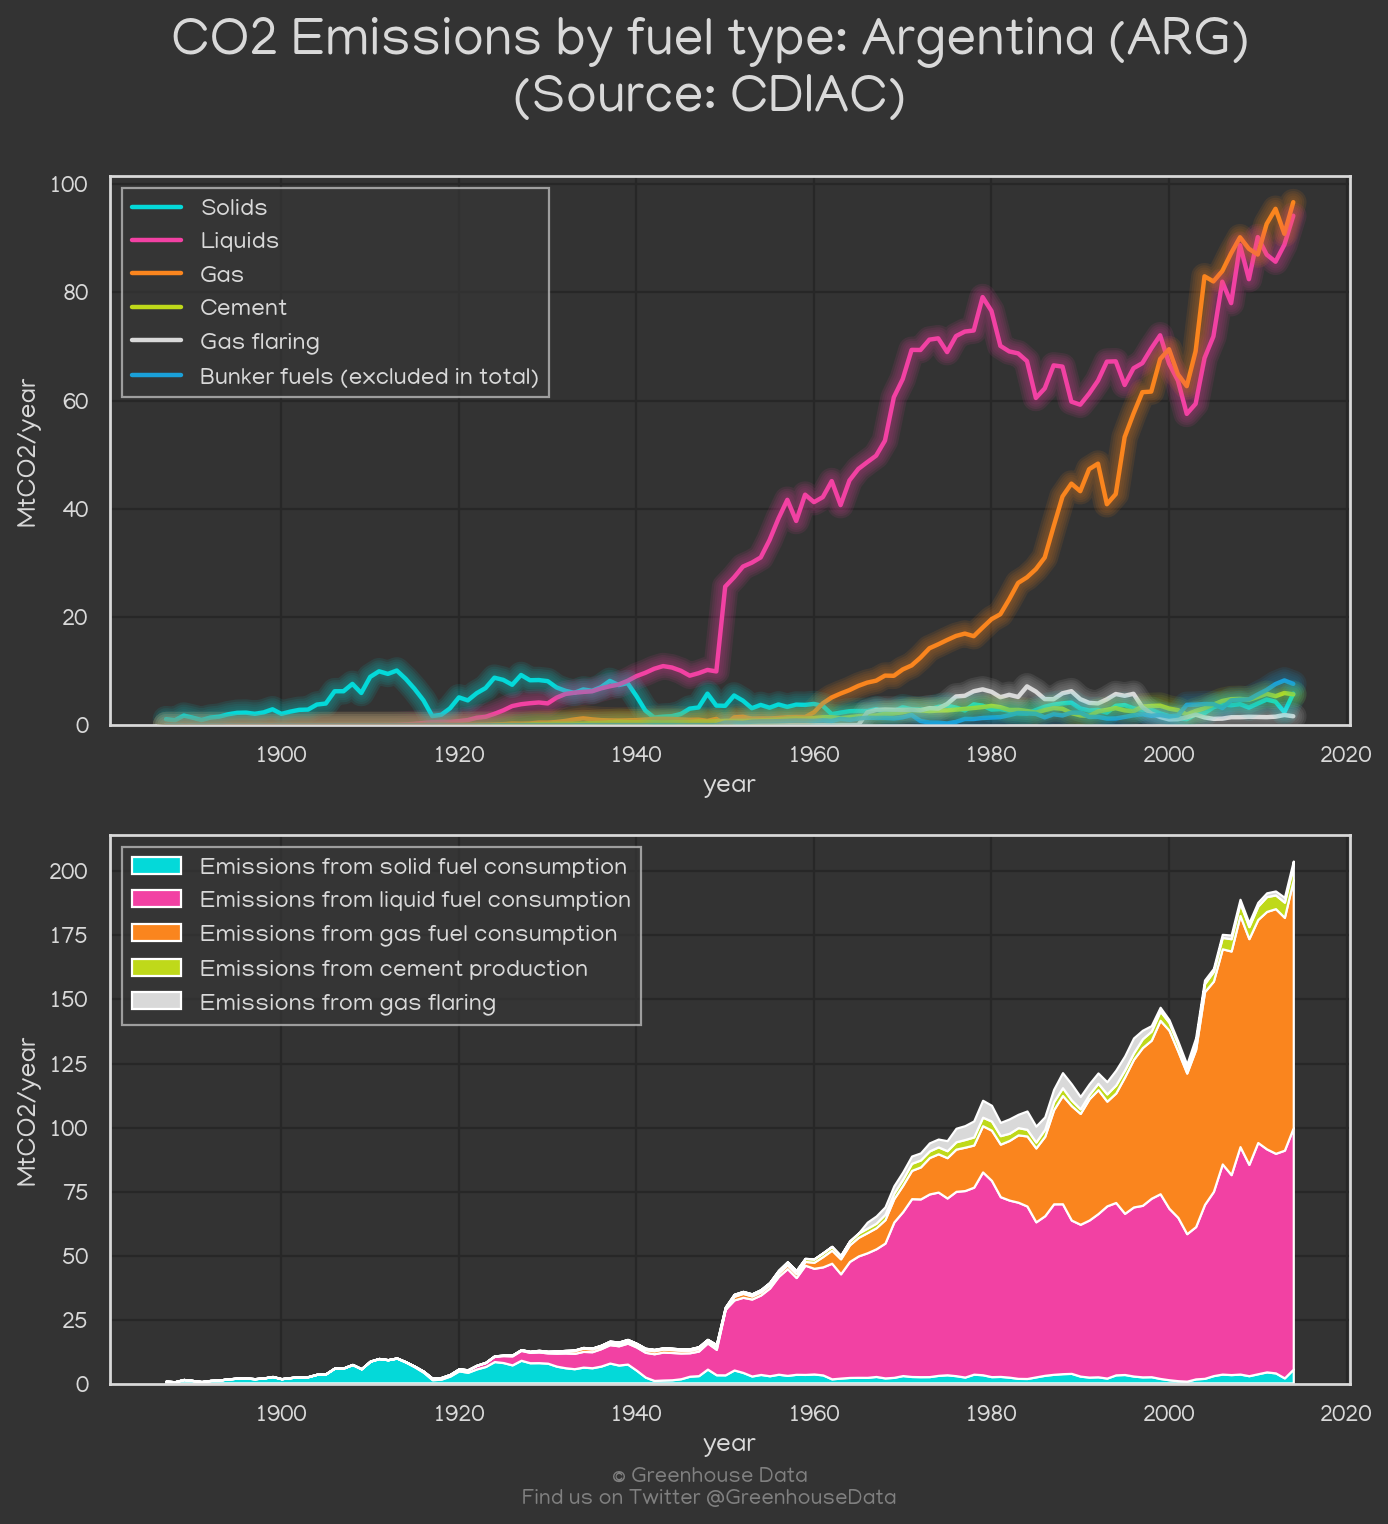 CO2 Emissions by fuel type: Argentina (ARG)
(Source: CDIAC)
MtCO2/year
100
80
60
40
20
0
Solids
Liquids
Gas
Cement
Gas flaring
Bunker fuels (excluded in total)
1900 1920 1940 1960 1980 2000 2020
year
MtCO2/year
200
175
150
125
100
75
50
25
0
Emissions from solid fuel consumption
Emissions from liquid fuel consumption
Emissions from gas fuel consumption
Emissions from cement production
Emissions from gas flaring
1900 1920 1940 1960 1980 2000 2020
year
© Greenhouse Data
Find us on Twitter @GreenhouseData